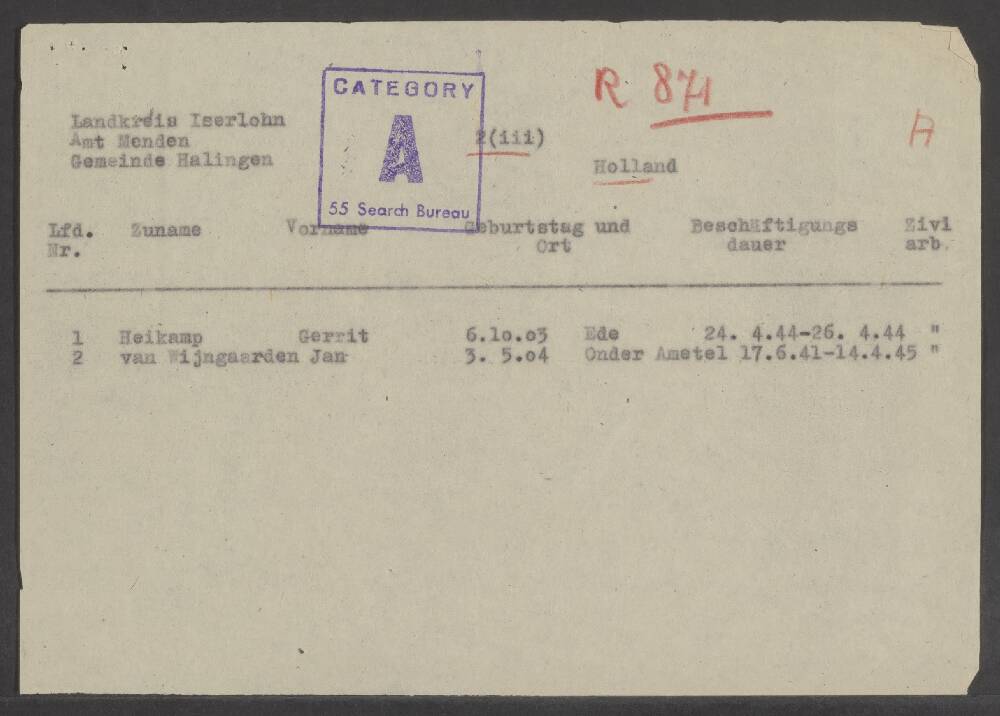 CATEGORY
A
55 Search Bureau
R 871
A
Landkreis Iserlohn
Amt Menden
Gemeinde Halingen
2(iii)
Holland
Lfd. Zuname Vorname Geburtstag und Beschäftigungs Zivl
Nr. Ort dauer arb.
1 Heikamp Gerrit 6.1o.o3 Ede 24. 4.44-26. 4.44 "
2 van Wijngaarden Jan 3. 5.o4 Onder Amstel 17.6.41-14.4.45 "